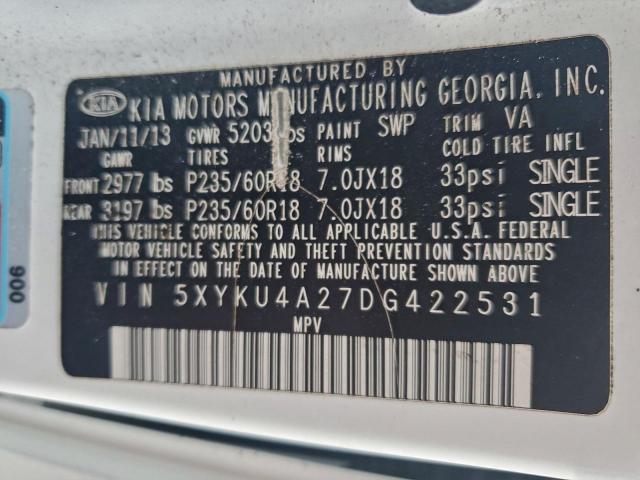 MANUFACTURED BY
KIA KIA MOTORS MANUFACTURING GEORGIA, INC.
JAN/11/13 GVWR 5203 lbs PAINT SWP TRIM VA
GAWR TIRES RIMS COLD TIRE INFL
FRONT 2977 lbs P235/60R18 7.0JX18 33psi SINGLE
REAR 3197 lbs P235/60R18 7.0JX18 33psi SINGLE
THIS VEHICLE CONFORMS TO ALL APPLICABLE U.S.A. FEDERAL
MOTOR VEHICLE SAFETY AND THEFT PREVENTION STANDARDS
IN EFFECT ON THE DATE OF MANUFACTURE SHOWN ABOVE
VIN 5XYKU4A27DG422531
MPV
006